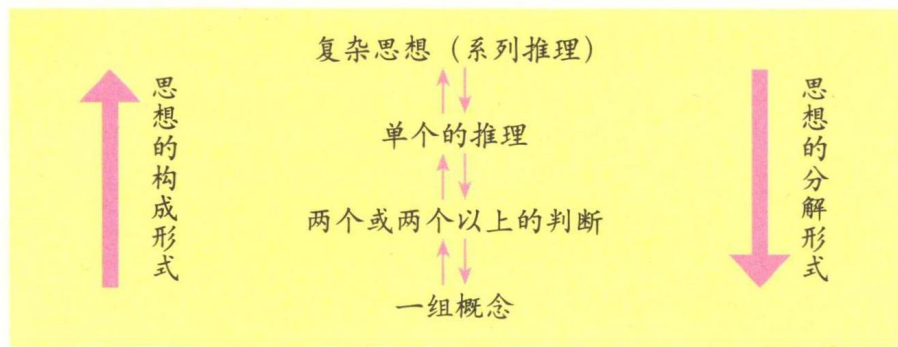 复杂思想（系列推理）
思想的构成形式
思想的分解形式
单个的推理
两个或两个以上的判断
一组概念